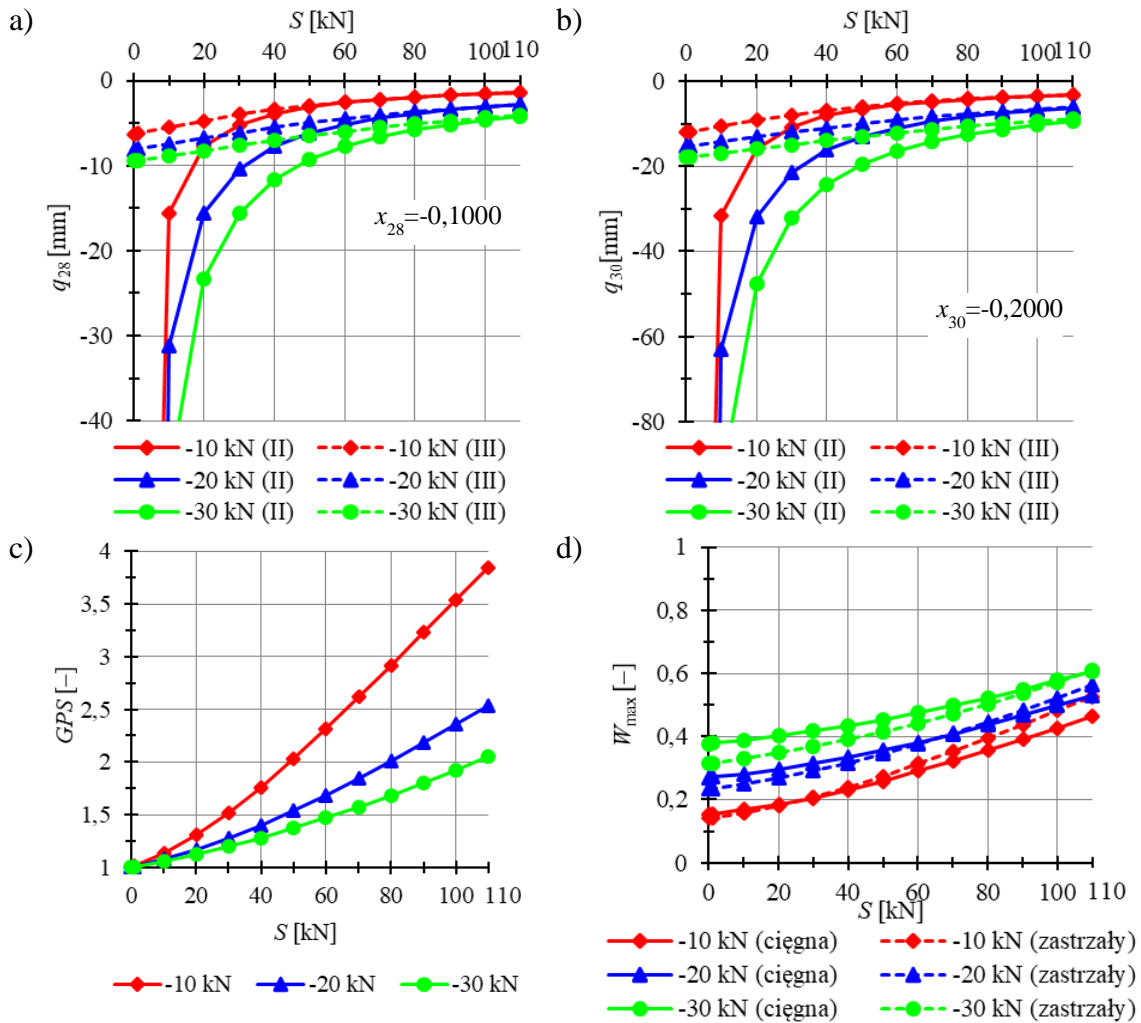 a)
S [kN]
0 20 40 60 80 100 110
0
-10
-20
-30
-40
q28 [mm]
x28=-0,1000
-10 kN (II) -10 kN (III)
-20 kN (II) -20 kN (III)
-30 kN (II) -30 kN (III)
b)
S [kN]
0 20 40 60 80 100 110
0
-20
-40
-60
-80
q30 [mm]
x30=-0,2000
-10 kN (II) -10 kN (III)
-20 kN (II) -20 kN (III)
-30 kN (II) -30 kN (III)
c)
4
3,5
3
2,5
2
1,5
1
GPS [–]
0 20 40 60 80 100 110
S [kN]
-10 kN -20 kN -30 kN
d)
1
0,8
0,6
0,4
0,2
0
Wmax [–]
0 20 40 60 80 100 110
S [kN]
-10 kN (cięgna) -10 kN (zastrzały)
-20 kN (cięgna) -20 kN (zastrzały)
-30 kN (cięgna) -30 kN (zastrzały)